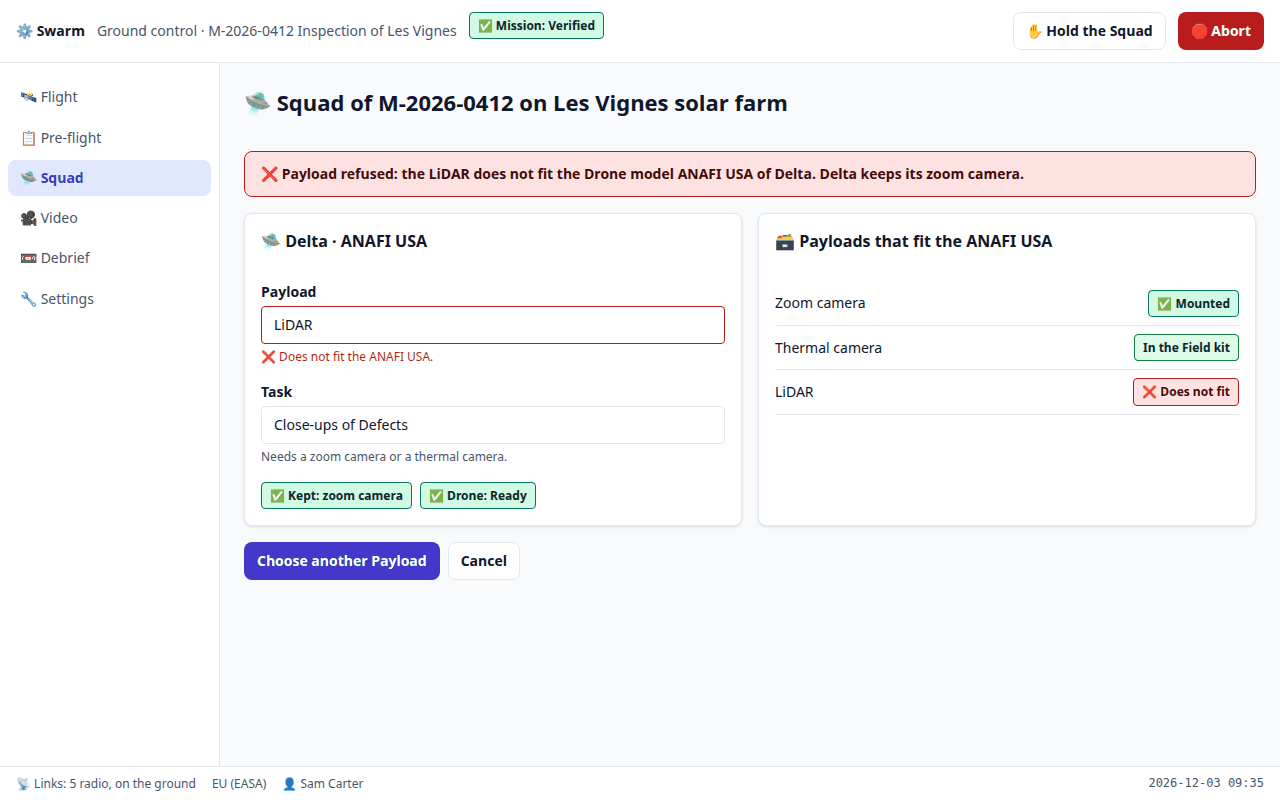 ⚙️ Swarm Ground control · M-2026-0412 Inspection of Les Vignes ✅ Mission: Verified ✋ Hold the Squad 🛑 Abort
🛰️ Flight
📋 Pre-flight
🛸 Squad
🎥 Video
📼 Debrief
🔧 Settings
🛸 Squad of M-2026-0412 on Les Vignes solar farm
❌ Payload refused: the LiDAR does not fit the Drone model ANAFI USA of Delta. Delta keeps its zoom camera.
🛸 Delta · ANAFI USA
Payload
LiDAR
❌ Does not fit the ANAFI USA.
Task
Close-ups of Defects
Needs a zoom camera or a thermal camera.
✅ Kept: zoom camera ✅ Drone: Ready
🗃️ Payloads that fit the ANAFI USA
Zoom camera ✅ Mounted
Thermal camera In the Field kit
LiDAR ❌ Does not fit
Choose another Payload Cancel
📡 Links: 5 radio, on the ground EU (EASA) 👤 Sam Carter 2026-12-03 09:35